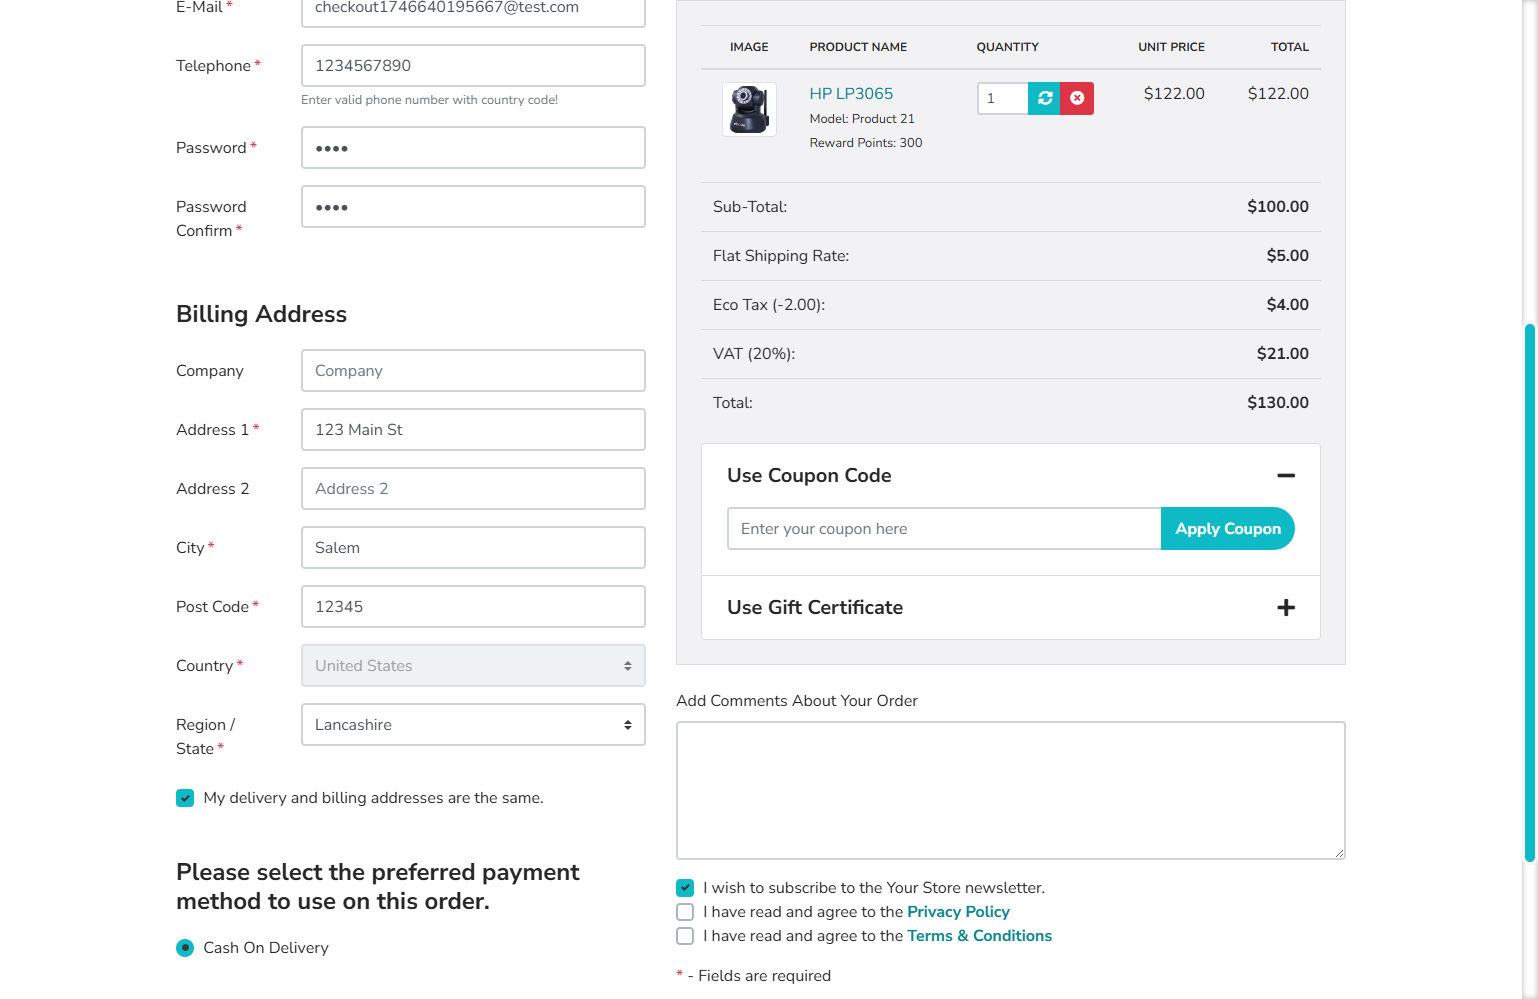 E-Mail *
checkout1746640195667@test.com
Telephone *
1234567890
Enter valid phone number with country code!
Password *
••••
Password
Confirm *
••••
Billing Address
Company
Company
Address 1 *
123 Main St
Address 2
Address 2
City *
Salem
Post Code *
12345
Country *
United States
Region /
State *
Lancashire
My delivery and billing addresses are the same.
Please select the preferred payment
method to use on this order.
Cash On Delivery
IMAGE PRODUCT NAME QUANTITY UNIT PRICE TOTAL
HP LP3065 1 $122.00 $122.00
Model: Product 21
Reward Points: 300
Sub-Total: $100.00
Flat Shipping Rate: $5.00
Eco Tax (-2.00): $4.00
VAT (20%): $21.00
Total: $130.00
Use Coupon Code
Enter your coupon here Apply Coupon
Use Gift Certificate
Add Comments About Your Order
I wish to subscribe to the Your Store newsletter.
I have read and agree to the Privacy Policy
I have read and agree to the Terms & Conditions
* - Fields are required